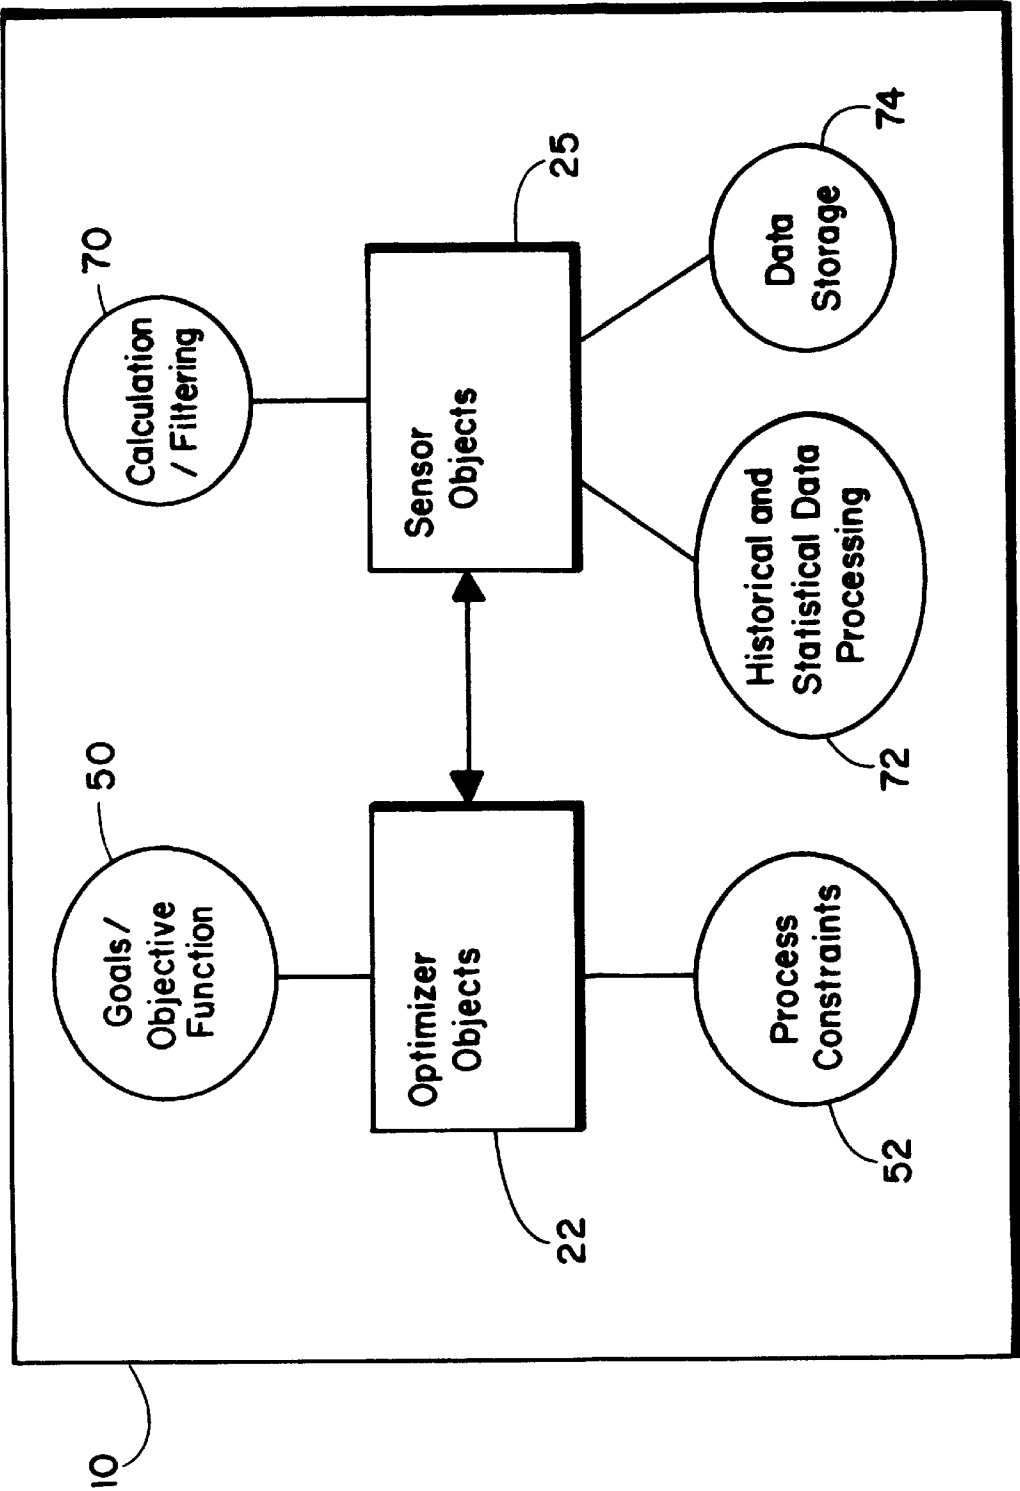 50
Goals/
Objective
Function
70
Calculation
/ Filtering
Optimizer
Objects
22
Sensor
Objects
25
Process
Constraints
52
Historical and
Statistical Data
Processing
72
Data
Storage
74
10